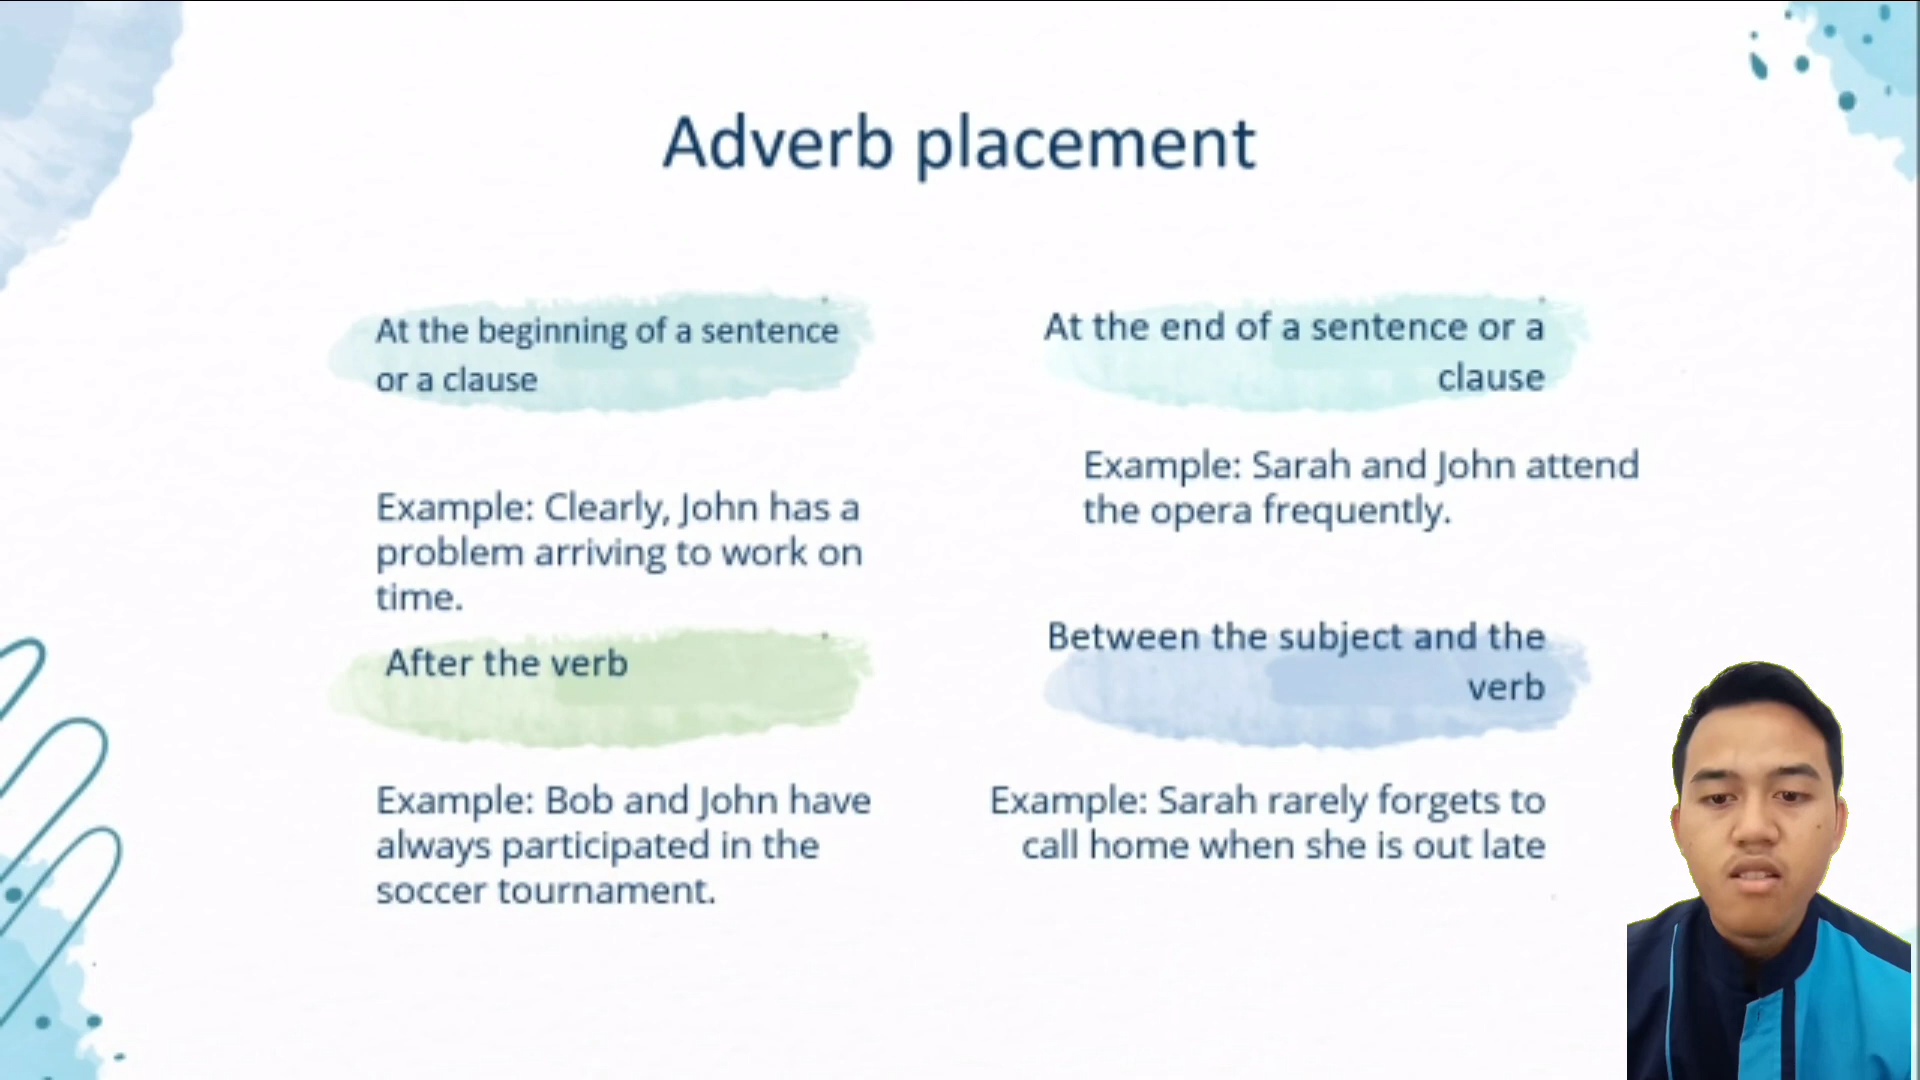 Adverb placement
At the beginning of a sentence
or a clause
Example: Clearly, John has a
problem arriving to work on
time.
At the end of a sentence or a
clause
Example: Sarah and John attend
the opera frequently.
After the verb
Example: Bob and John have
always participated in the
soccer tournament.
Between the subject and the
verb
Example: Sarah rarely forgets to
call home when she is out late